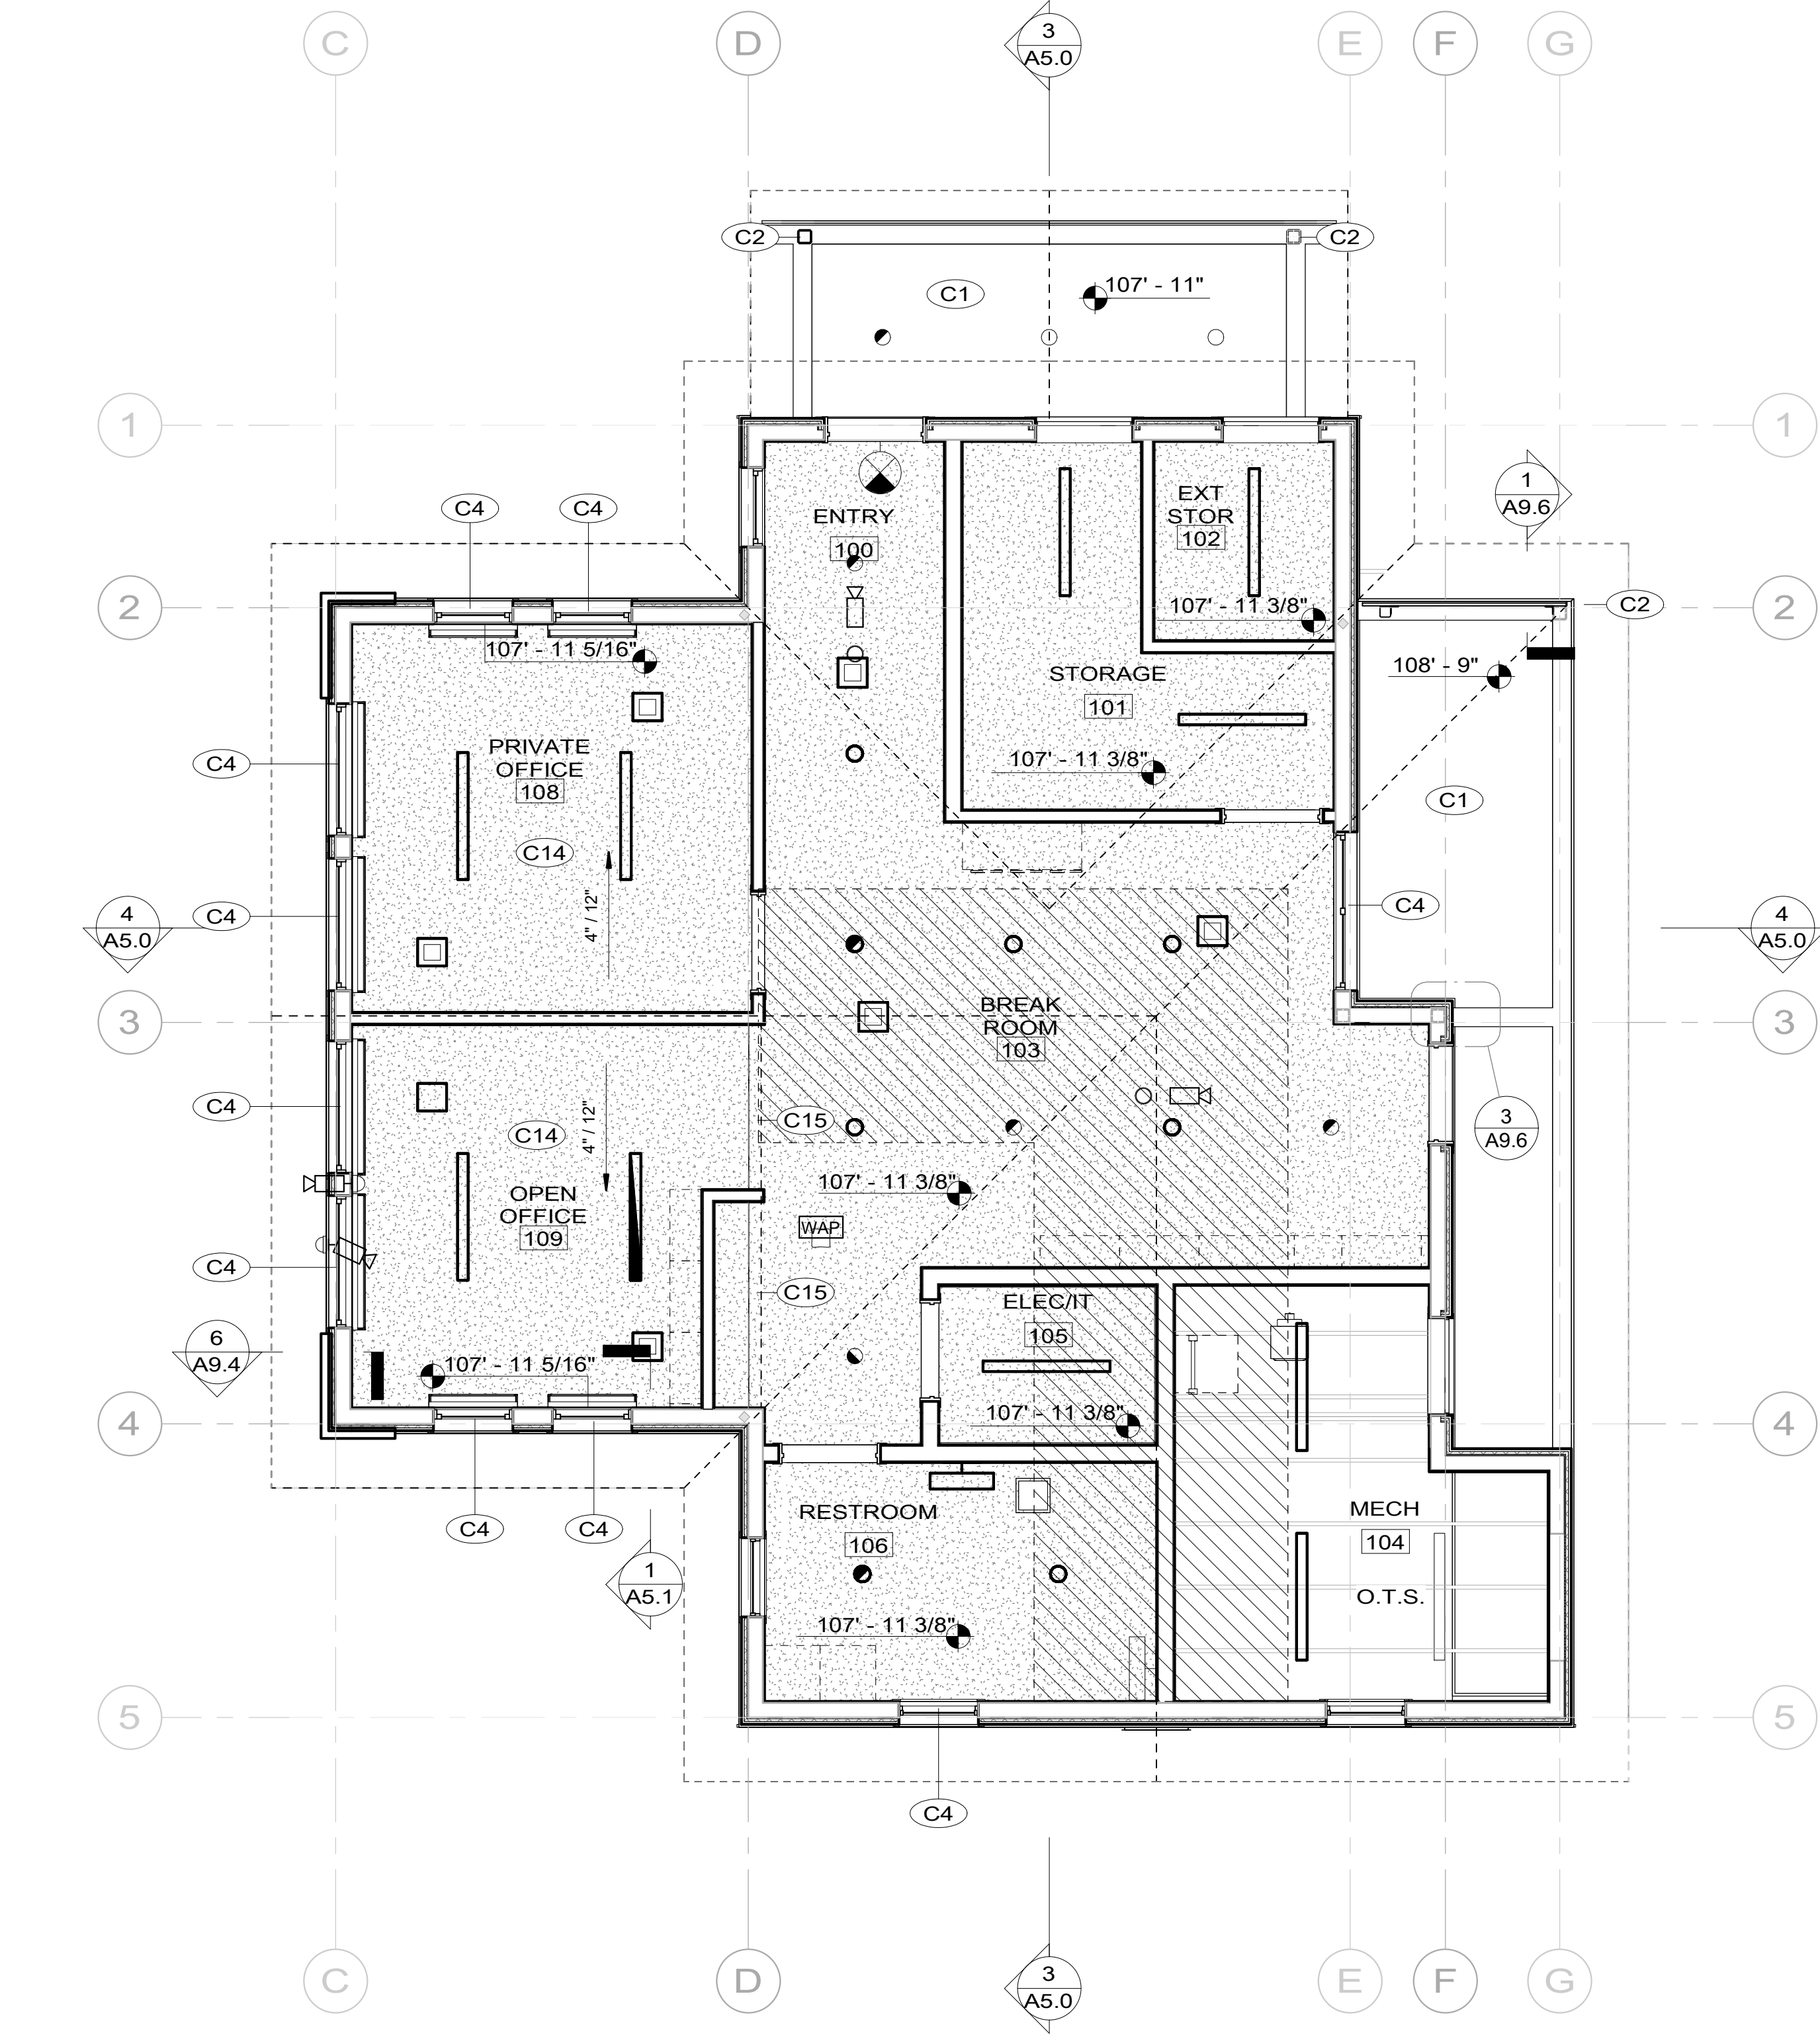 C
D
3
A5.0
E
F
G
C2
C2
C1
107' - 11"
1
1
1
A9.6
C4
C4
ENTRY
100
EXT
STOR
102
107' - 11 3/8"
2
2
C2
107' - 11 5/16"
STORAGE
101
107' - 11 3/8"
108' - 9"
C4
PRIVATE
OFFICE
108
C14
4" / 12"
C1
4
A5.0
C4
C4
4
A5.0
BREAK
ROOM
103
3
3
C4
4" / 12"
C14
C15
3
A9.6
OPEN
OFFICE
109
107' - 11 3/8"
WAP
C4
C15
ELEC/IT
105
6
A9.4
107' - 11 5/16"
107' - 11 3/8"
4
4
C4
C4
RESTROOM
106
MECH
104
O.T.S.
1
A5.1
107' - 11 3/8"
5
5
C4
C
D
3
A5.0
E
F
G